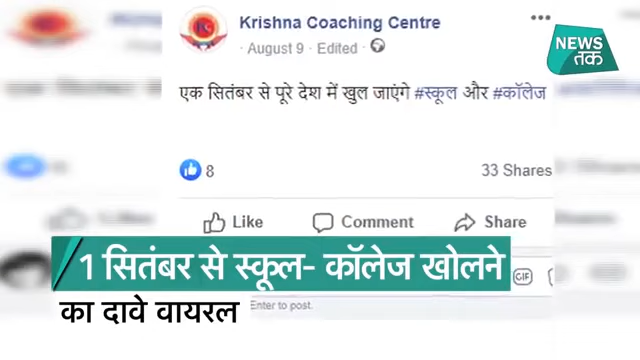 Krishna Coaching Centre
August 9 · Edited ·
NEWS
तक
एक सितंबर से पूरे देश में खुल जाएंगे #स्कूल और #कॉलेज
8
33 Shares
Like Comment Share
1 सितंबर से स्कूल- कॉलेज खोलने
GIF
का दावे वायरल
Enter to post.